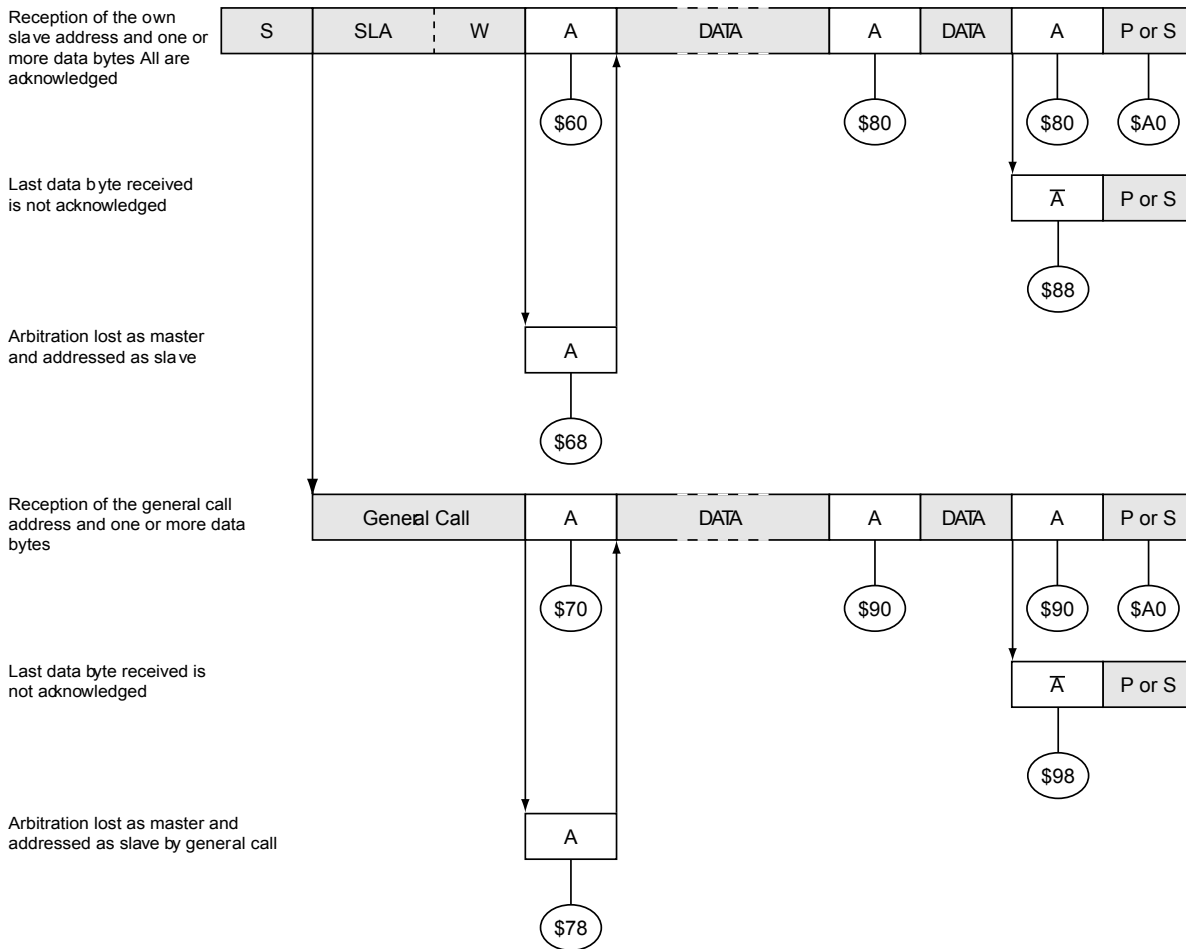 Reception of the own
slave address and one or
more data bytes All are
acknowledged
S SLA W A DATA A DATA A P or S
$60 $80 $80 $A0
Last data byte received
is not acknowledged
A̅ P or S
$88
Arbitration lost as master
and addressed as slave
A
$68
Reception of the general call
address and one or more data
bytes
General Call A DATA A DATA A P or S
$70 $90 $90 $A0
Last data byte received is
not acknowledged
A̅ P or S
$98
Arbitration lost as master and
addressed as slave by general call
A
$78